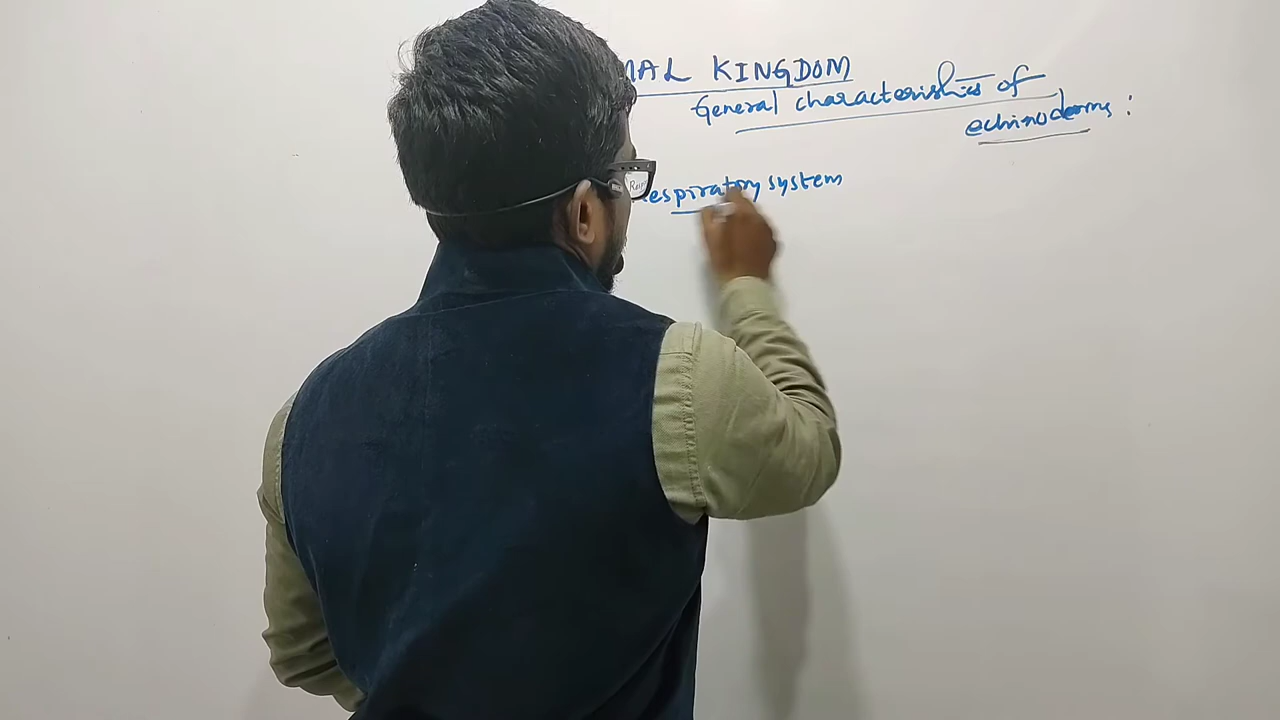 MAL KINGDOM
General characteristics of
echinoderms :
espiratory system